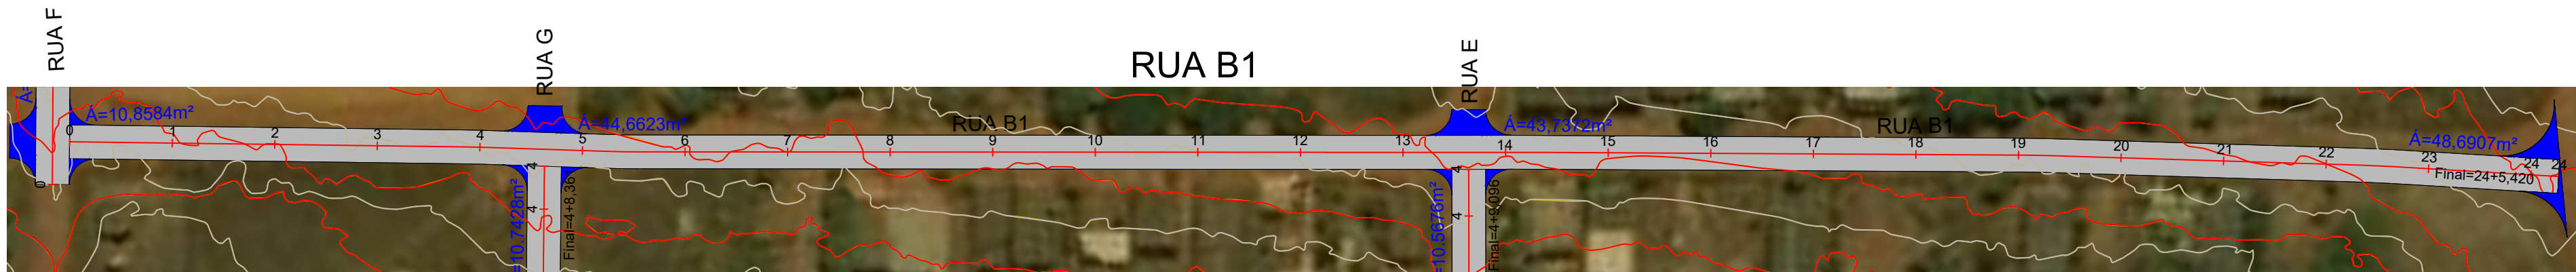 RUA F
RUA G
RUA B1
RUA E
Á=
Á=10,8584m²
Á=44,6623m²
RUA B1
Á=43,7372m²
RUA B1
Á=48,6907m²
0 1 2 3 4 5 6 7 8 9 10 11 12 13 14 15 16 17 18 19 20 21 22 23 24 24
Final=24+5,420
0
4
4
=10.7428m²
Final=4+8,36
4
4
=10.5676m²
Final=4+9,096